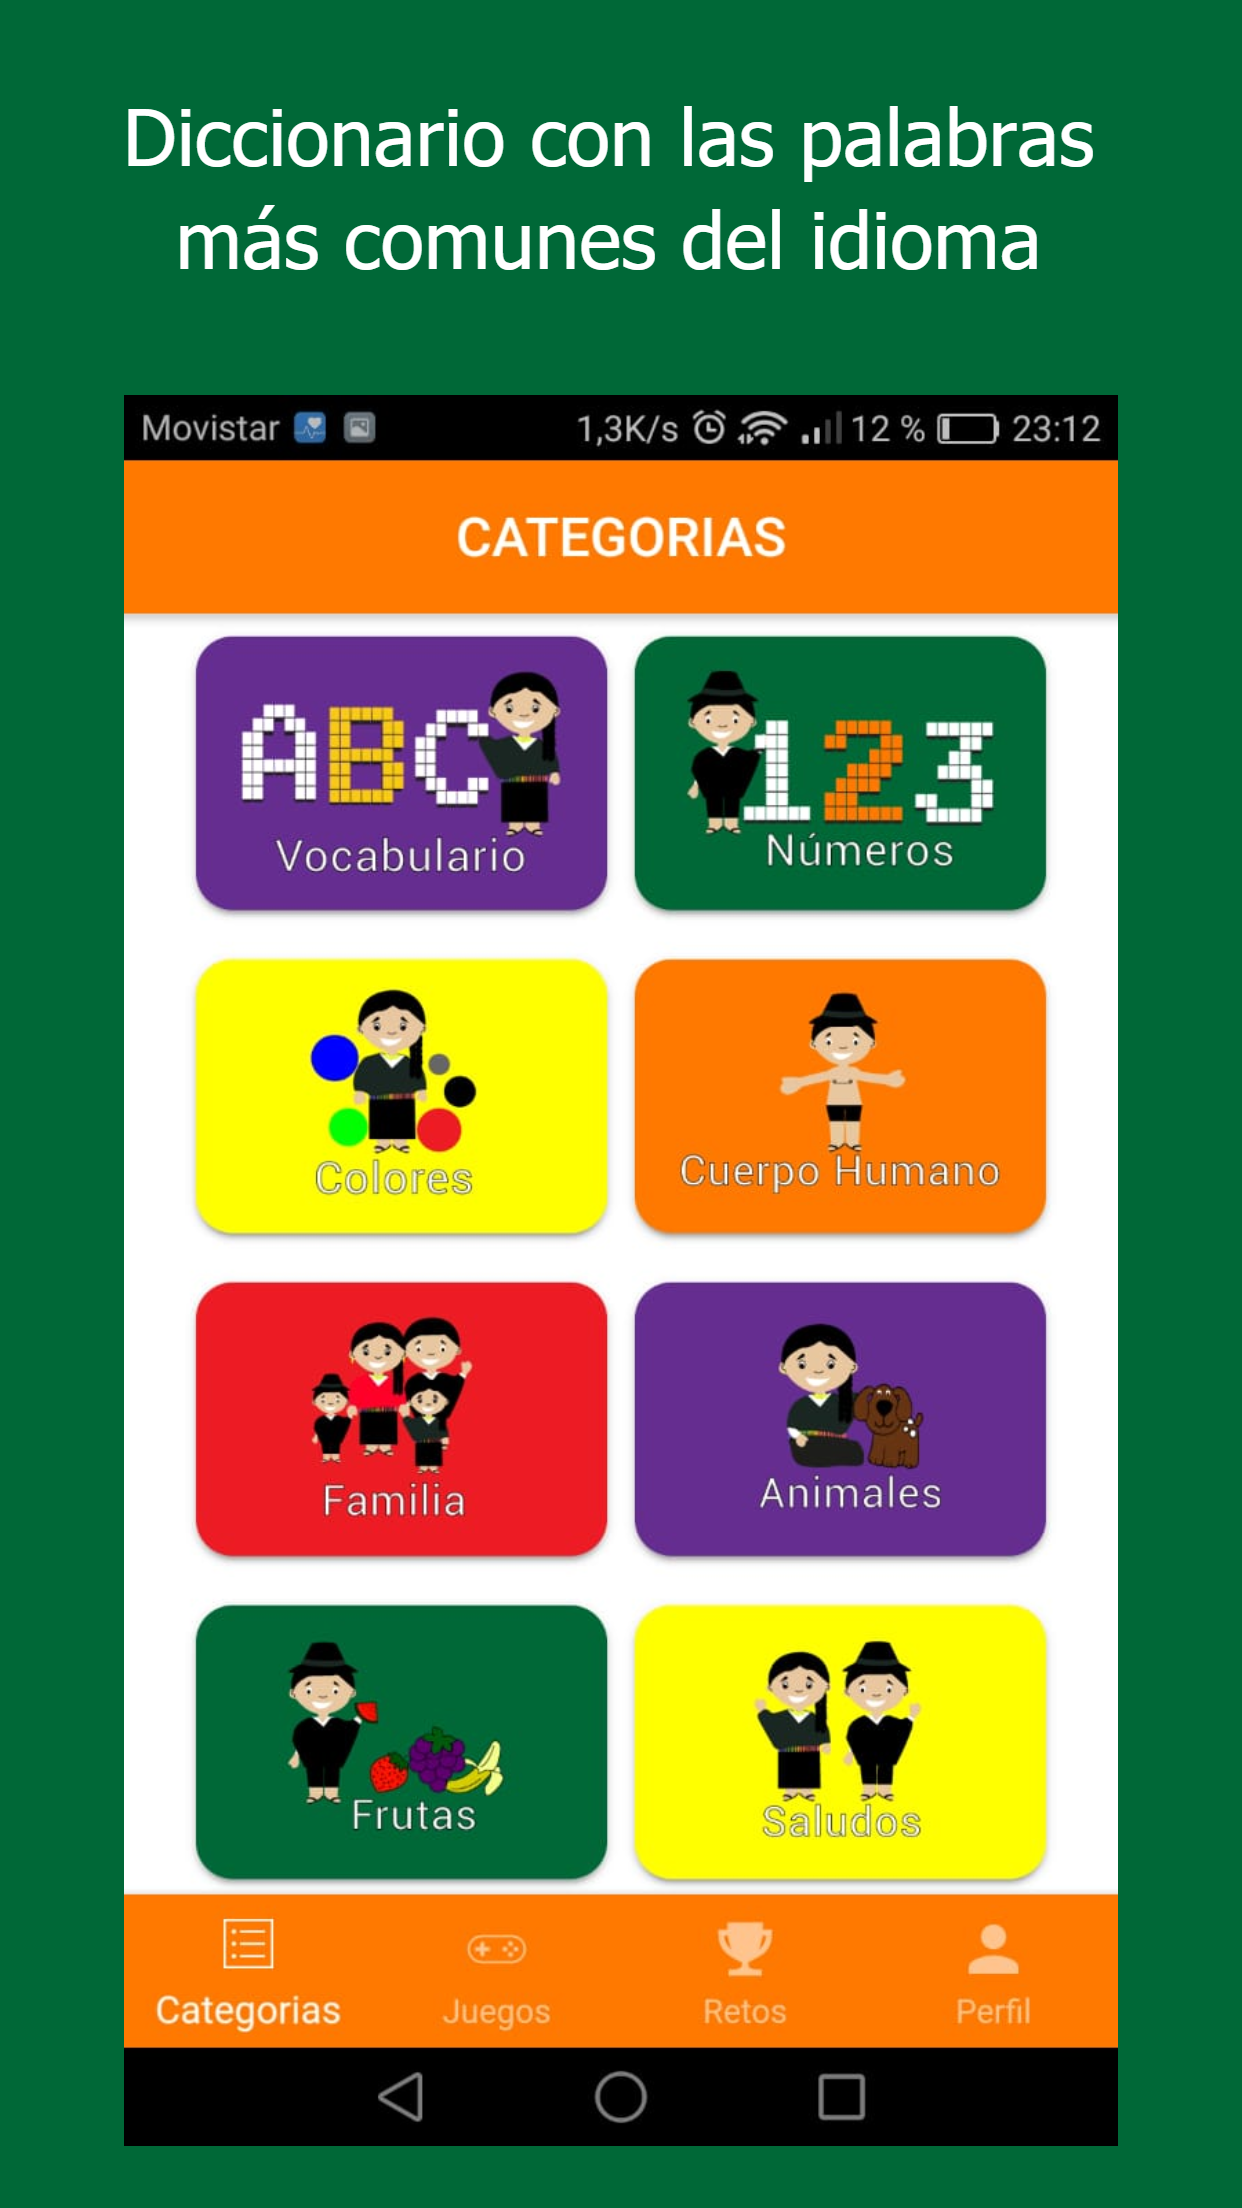 Diccionario con las palabras
más comunes del idioma
Movistar 1,3K/s 12 % 23:12
CATEGORIAS
ABC
Vocabulario
123
Números
Colores
Cuerpo Humano
Familia
Animales
Frutas
Saludos
Categorias Juegos Retos Perfil